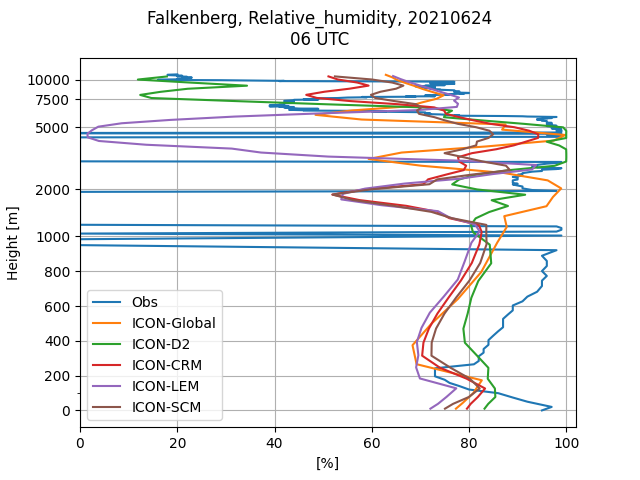 Falkenberg, Relative_humidity, 20210624
06 UTC
10000
7500
5000
2000
1000
800
600
400
200
0
Height [m]
Obs
ICON-Global
ICON-D2
ICON-CRM
ICON-LEM
ICON-SCM
0 20 40 60 80 100
[%]